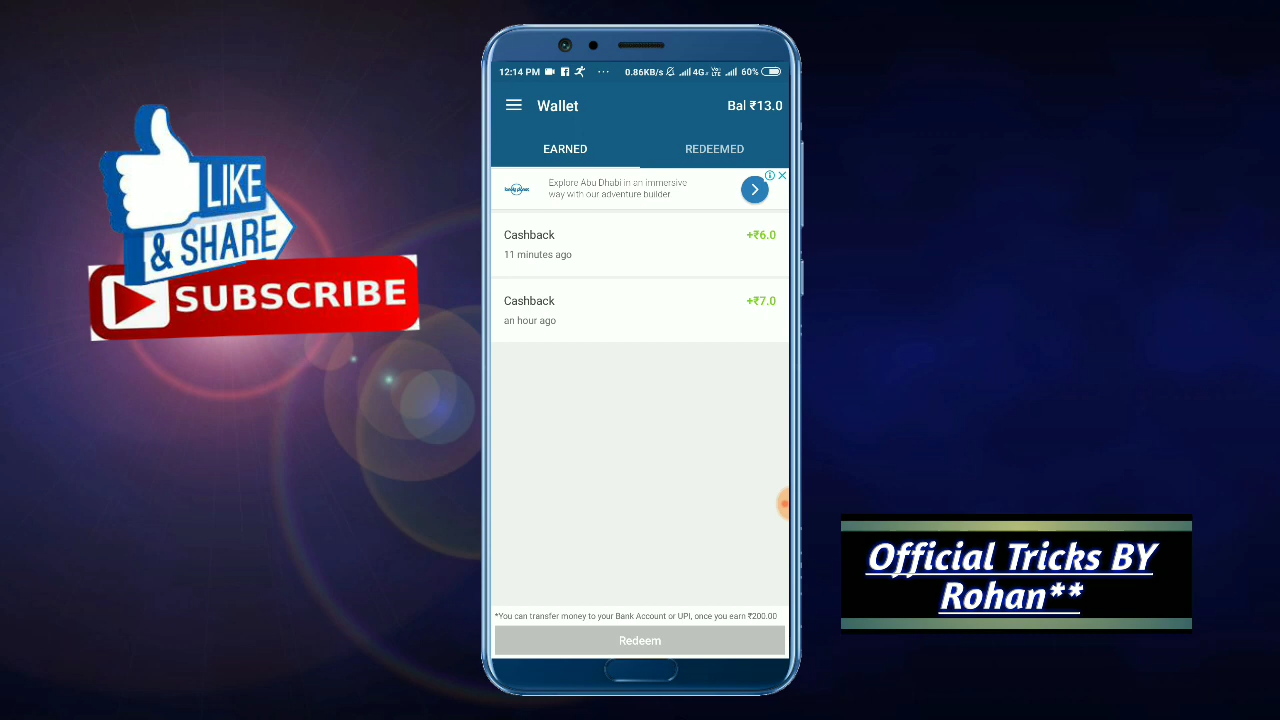 LIKE
& SHARE
SUBSCRIBE
12:14 PM ... 0.86KB/s 4G Vo LTE 60%
Wallet Bal ₹13.0
EARNED REDEEMED
Explore Abu Dhabi in an immersive
way with our adventure builder
Cashback +₹6.0
11 minutes ago
Cashback +₹7.0
an hour ago
*You can transfer money to your Bank Account or UPI, once you earn ₹200.00
Redeem
Official Tricks BY
Rohan**